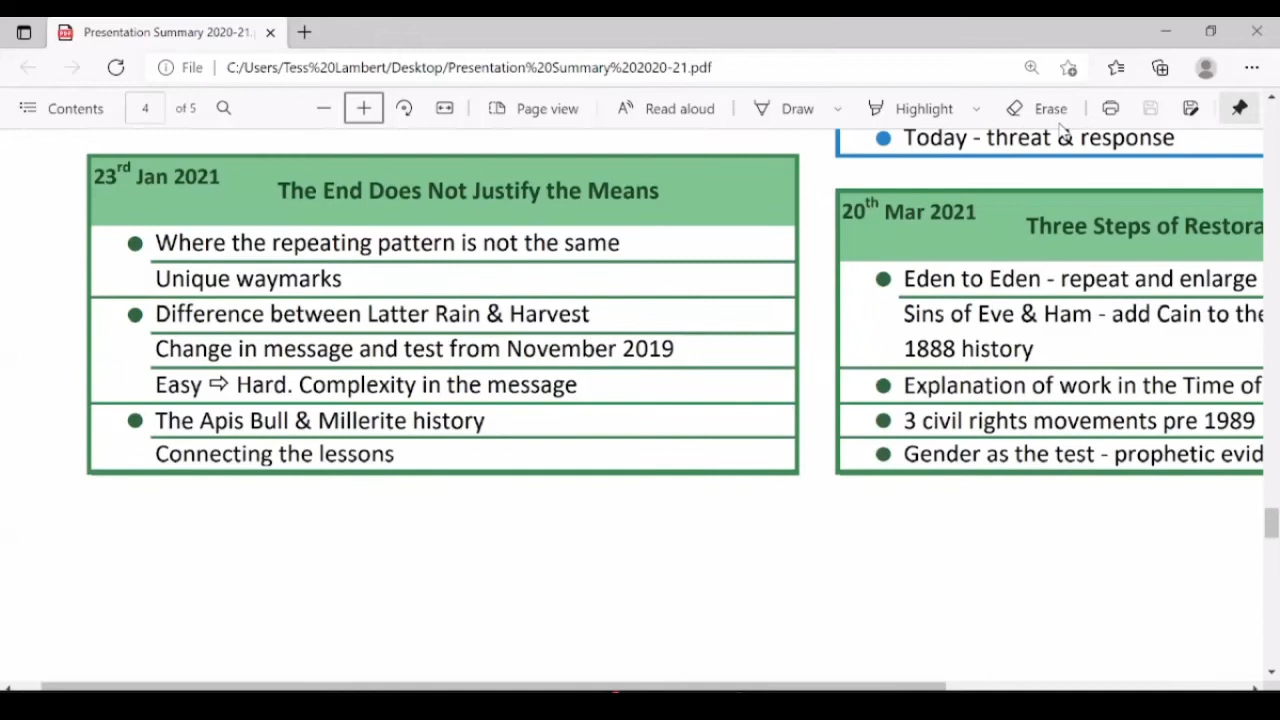 Presentation Summary 2020-21.
File
C:/Users/Tess%20Lambert/Desktop/Presentation%20Summary%202020-21.pdf
Contents
4
of 5
Page view
Read aloud
Draw
Highlight
Erase
Today - threat & response
23rd Jan 2021
The End Does Not Justify the Means
Where the repeating pattern is not the same
Unique waymarks
Difference between Latter Rain & Harvest
Change in message and test from November 2019
Easy ⇨ Hard. Complexity in the message
The Apis Bull & Millerite history
Connecting the lessons
20th Mar 2021
Three Steps of Restora
Eden to Eden - repeat and enlarge
Sins of Eve & Ham - add Cain to the
1888 history
Explanation of work in the Time of
3 civil rights movements pre 1989
Gender as the test - prophetic evid